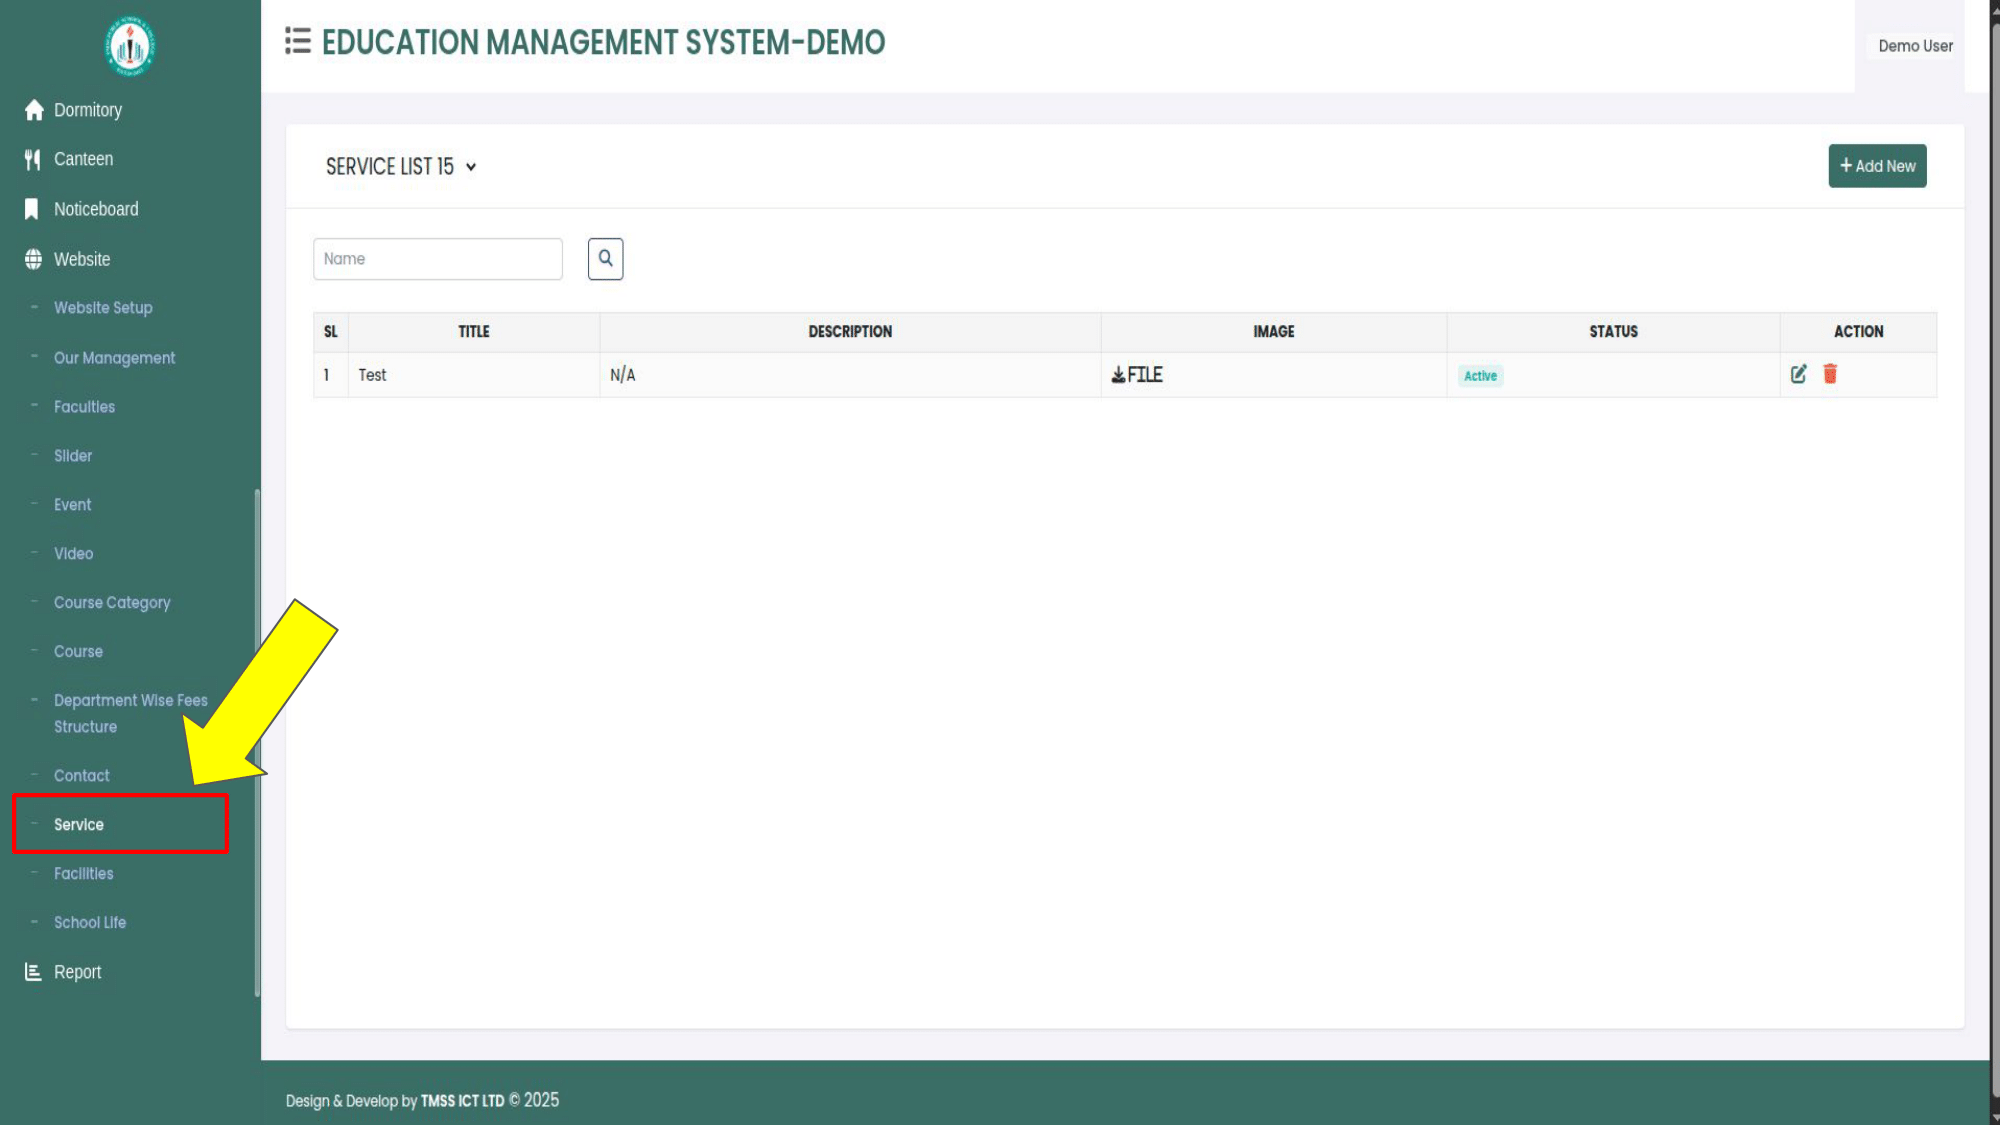 EDUCATION MANAGEMENT SYSTEM-DEMO
Demo User
Dormitory
Canteen
Noticeboard
Website
- Website Setup
- Our Management
- Faculties
- Slider
- Event
- Video
- Course Category
- Course
- Department Wise Fees
Structure
- Contact
- Service
- Facilities
- School Life
Report
SERVICE LIST 15
+ Add New
Name
SL TITLE DESCRIPTION IMAGE STATUS ACTION
1 Test N/A FILE Active
Design & Develop by TMSS ICT LTD © 2025